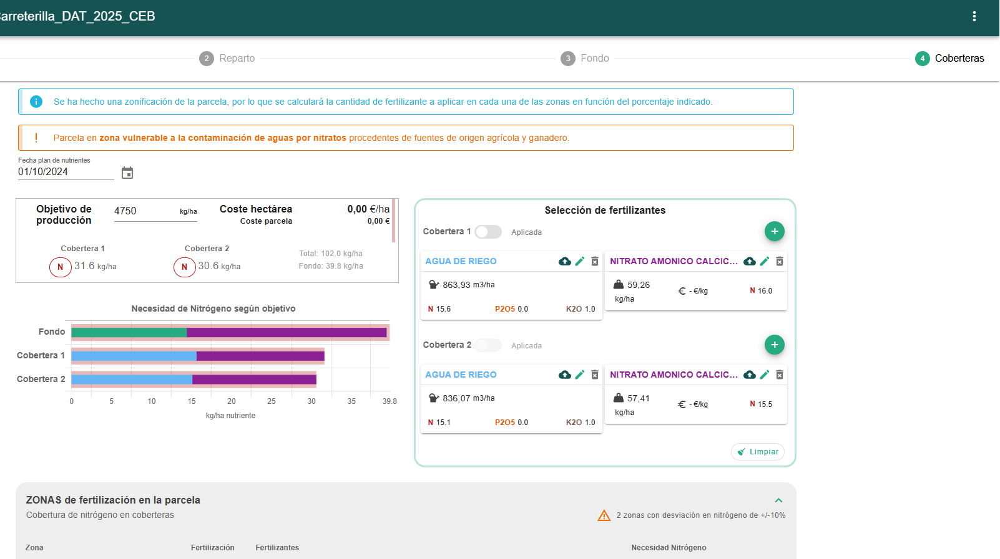 arreterilla_DAT_2025_CEB
2 Reparto
3 Fondo
4 Coberteras
Se ha hecho una zonificación de la parcela, por lo que se calculará la cantidad de fertilizante a aplicar en cada una de las zonas en función del porcentaje indicado.
Parcela en zona vulnerable a la contaminación de aguas por nitratos procedentes de fuentes de origen agrícola y ganadero.
Fecha plan de nutrientes
01/10/2024
Objetivo de producción 4750 kg/ha
Coste hectárea 0,00 €/ha
Coste parcela 0,00 €
Cobertera 1
N 31.6 kg/ha
Cobertera 2
N 30.6 kg/ha
Total: 102.0 kg/ha
Fondo: 39.8 kg/ha
Necesidad de Nitrógeno según objetivo
Fondo
Cobertera 1
Cobertera 2
0 5 10 15 20 25 30 35 39.8
kg/ha nutriente
Selección de fertilizantes
Cobertera 1 Aplicada
AGUA DE RIEGO
863,93 m3/ha
N 15.6 P2O5 0.0 K2O 1.0
NITRATO AMONICO CALCIC...
59,26 kg/ha
€ - €/kg
N 16.0
Cobertera 2 Aplicada
AGUA DE RIEGO
836,07 m3/ha
N 15.1 P2O5 0.0 K2O 1.0
NITRATO AMONICO CALCIC...
57,41 kg/ha
€ - €/kg
N 15.5
Limpiar
ZONAS de fertilización en la parcela
Cobertura de nitrógeno en coberteras
2 zonas con desviación en nitrógeno de +/-10%
Zona Fertilización Fertilizantes Necesidad Nitrógeno